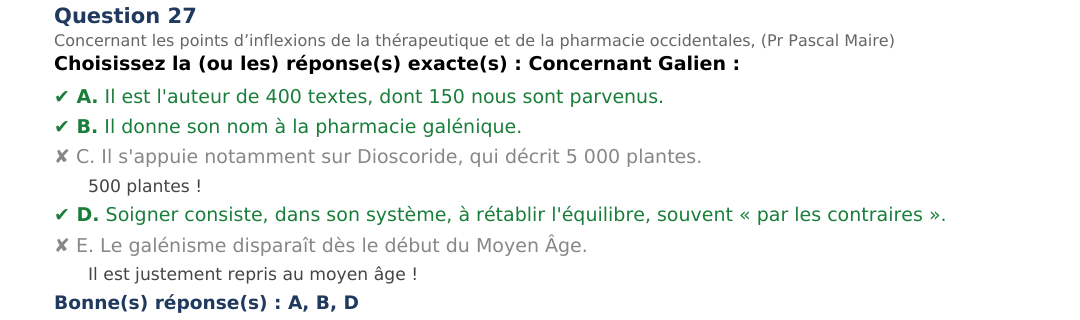 Question 27
Concernant les points d’inflexions de la thérapeutique et de la pharmacie occidentales, (Pr Pascal Maire)
Choisissez la (ou les) réponse(s) exacte(s) : Concernant Galien :
✔ A. Il est l'auteur de 400 textes, dont 150 nous sont parvenus.
✔ B. Il donne son nom à la pharmacie galénique.
✘ C. Il s'appuie notamment sur Dioscoride, qui décrit 5 000 plantes.
500 plantes !
✔ D. Soigner consiste, dans son système, à rétablir l'équilibre, souvent « par les contraires ».
✘ E. Le galénisme disparaît dès le début du Moyen Âge.
Il est justement repris au moyen âge !
Bonne(s) réponse(s) : A, B, D